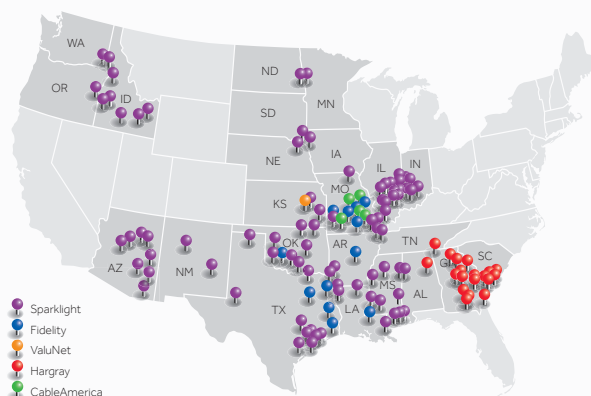 WA
OR
ID
ND
MN
SD
NE
IA
IL
IN
KS
MO
AZ
NM
OK
AR
TN
SC
TX
LA
MS
AL
G
Sparklight
Fidelity
ValuNet
Hargray
CableAmerica